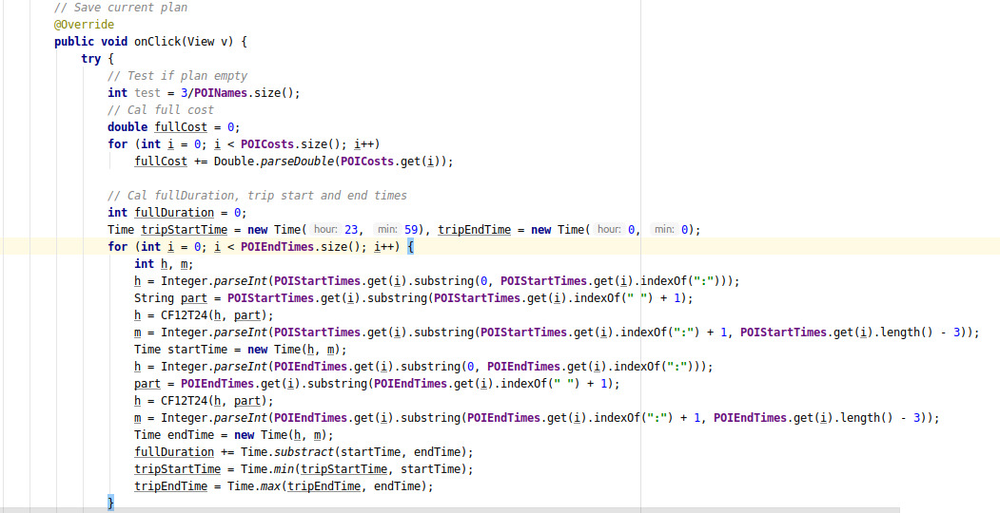 // Save current plan
@Override
public void onClick(View v) {
try {
// Test if plan empty
int test = 3/POINames.size();
// Cal full cost
double fullCost = 0;
for (int i = 0; i < POICosts.size(); i++)
fullCost += Double.parseDouble(POICosts.get(i));
// Cal fullDuration, trip start and end times
int fullDuration = 0;
Time tripStartTime = new Time( hour: 23, min: 59), tripEndTime = new Time( hour: 0, min: 0);
for (int i = 0; i < POIEndTimes.size(); i++) {
int h, m;
h = Integer.parseInt(POIStartTimes.get(i).substring(0, POIStartTimes.get(i).indexOf(":")));
String part = POIStartTimes.get(i).substring(POIStartTimes.get(i).indexOf(" ") + 1);
h = CF12T24(h, part);
m = Integer.parseInt(POIStartTimes.get(i).substring(POIStartTimes.get(i).indexOf(":") + 1, POIStartTimes.get(i).length() - 3));
Time startTime = new Time(h, m);
h = Integer.parseInt(POIEndTimes.get(i).substring(0, POIEndTimes.get(i).indexOf(":")));
part = POIEndTimes.get(i).substring(POIEndTimes.get(i).indexOf(" ") + 1);
h = CF12T24(h, part);
m = Integer.parseInt(POIEndTimes.get(i).substring(POIEndTimes.get(i).indexOf(":") + 1, POIEndTimes.get(i).length() - 3));
Time endTime = new Time(h, m);
fullDuration += Time.substract(startTime, endTime);
tripStartTime = Time.min(tripStartTime, startTime);
tripEndTime = Time.max(tripEndTime, endTime);
}